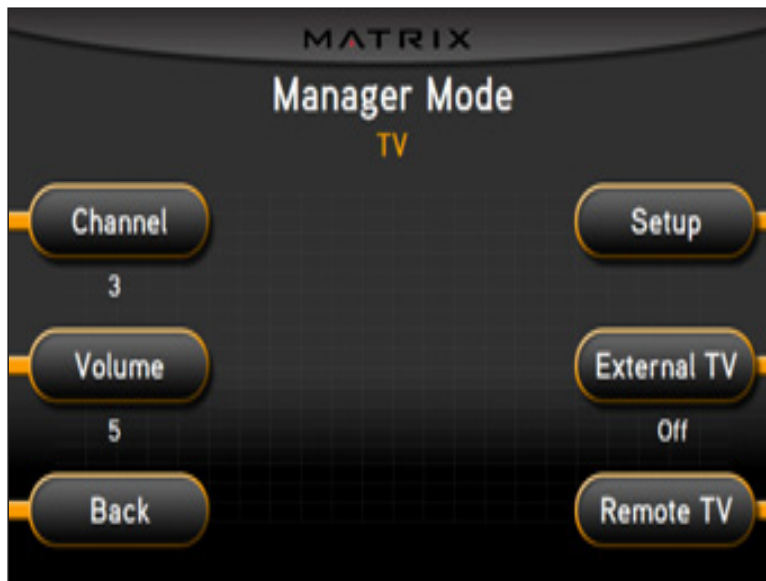 MATRIX
Manager Mode
TV
Channel
3
Volume
5
Back
Setup
External TV
Off
Remote TV